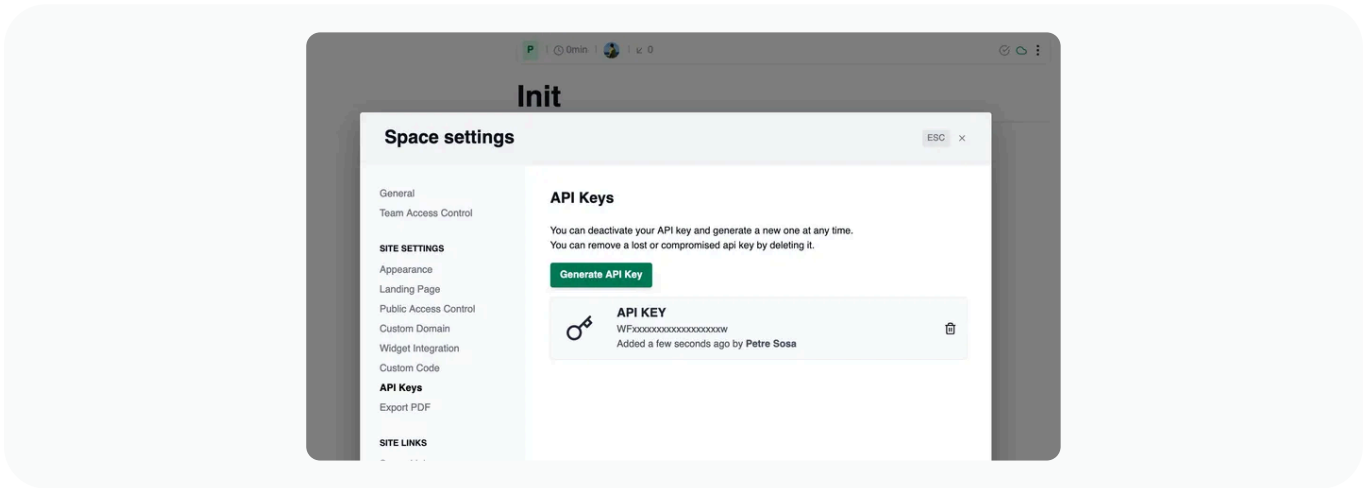 P 0min 0
Init
Space settings
ESC
General
Team Access Control
SITE SETTINGS
Appearance
Landing Page
Public Access Control
Custom Domain
Widget Integration
Custom Code
API Keys
Export PDF
SITE LINKS
API Keys
You can deactivate your API key and generate a new one at any time.
You can remove a lost or compromised api key by deleting it.
Generate API Key
API KEY
WFxxxxxxxxxxxxxxxxxxw
Added a few seconds ago by Petre Sosa